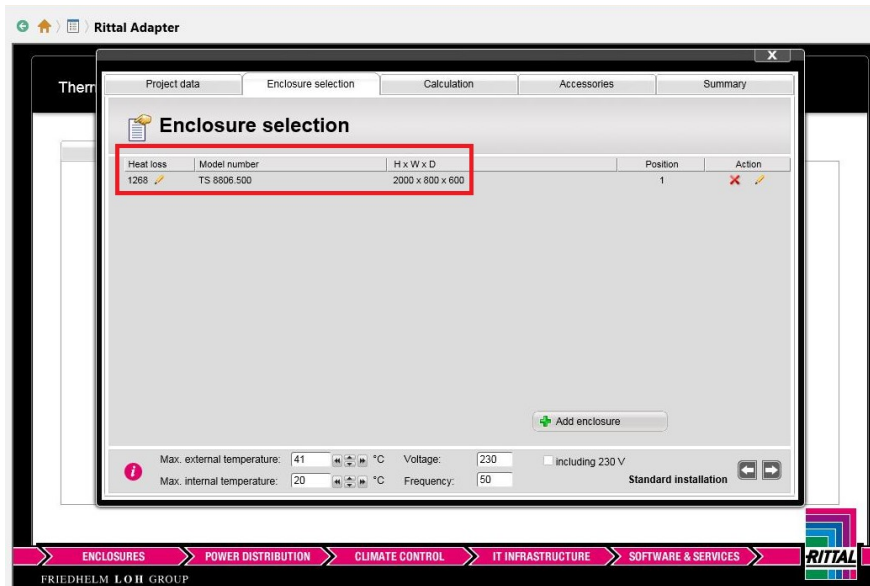 Rittal Adapter
X
Therm
Project data Enclosure selection Calculation Accessories Summary
Enclosure selection
Heat loss Model number H x W x D Position Action
1268 TS 8806.500 2000 x 800 x 600 1
Add enclosure
Max. external temperature: 41 °C Voltage: 230 including 230 V
Max. internal temperature: 20 °C Frequency: 50 Standard installation
ENCLOSURES POWER DISTRIBUTION CLIMATE CONTROL IT INFRASTRUCTURE SOFTWARE & SERVICES RITTAL
FRIEDHELM LOH GROUP